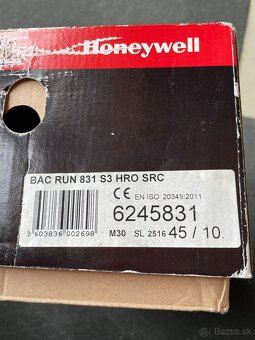 Honeywell
BAC RUN 831 S3 HRO SRC
CE EN ISO 20345:2011
6245831
3 603836 002698
M30 SL 2516 45 / 10.
Bazos.sk